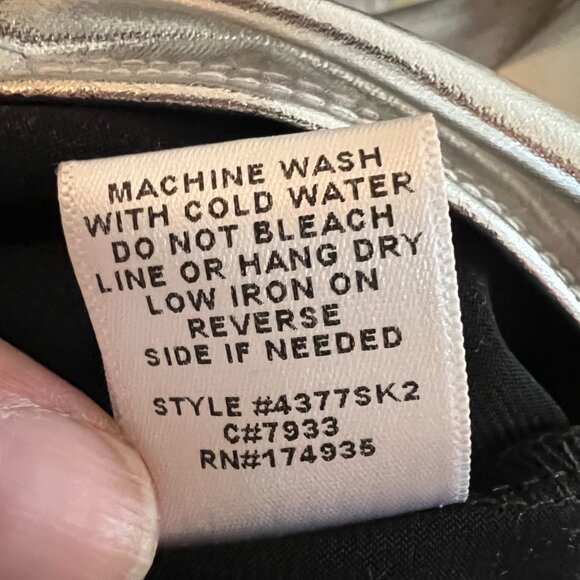 MACHINE WASH
WITH COLD WATER
DO NOT BLEACH
LINE OR HANG DRY
LOW IRON ON
REVERSE
SIDE IF NEEDED
STYLE #4377SK2
C#7933
RN#174935